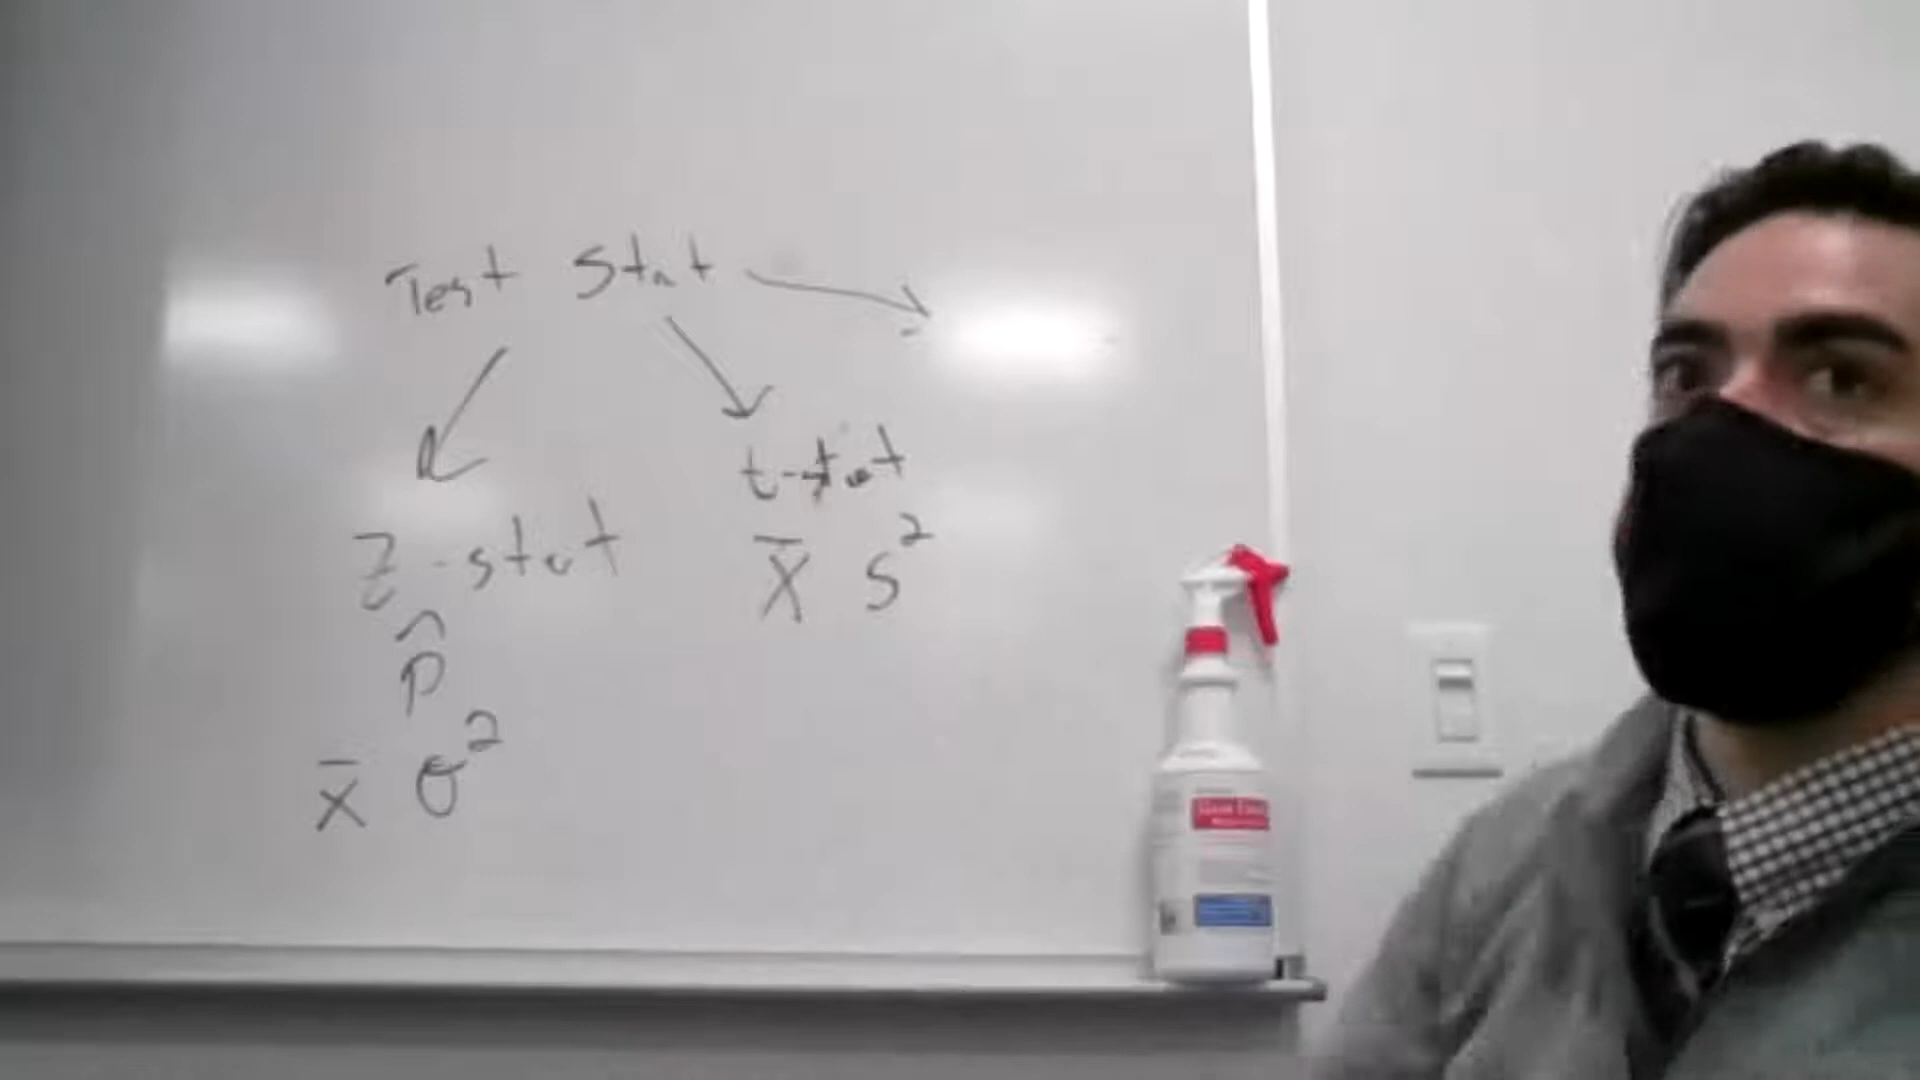 Test Stat
t-stat
z-stat
x̄ s²
p̂
x̄ σ²